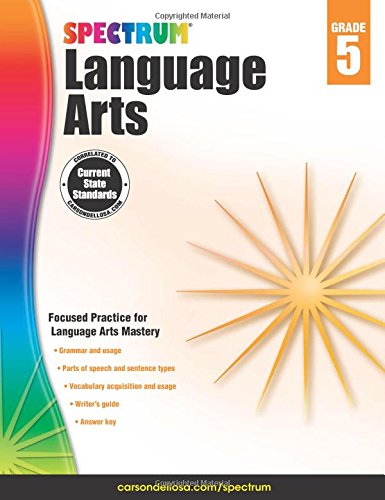 Copyrighted Material
SPECTRUM®
GRADE
5
Language
Arts
CORRELATED TO
Current
State
Standards
CARSONDELLOSA.COM
Focused Practice for
Language Arts Mastery
• Grammar and usage
• Parts of speech and sentence types
• Vocabulary acquisition and usage
• Writer's guide
• Answer key
carsondellosa.com/spectrum
Copyrighted Material